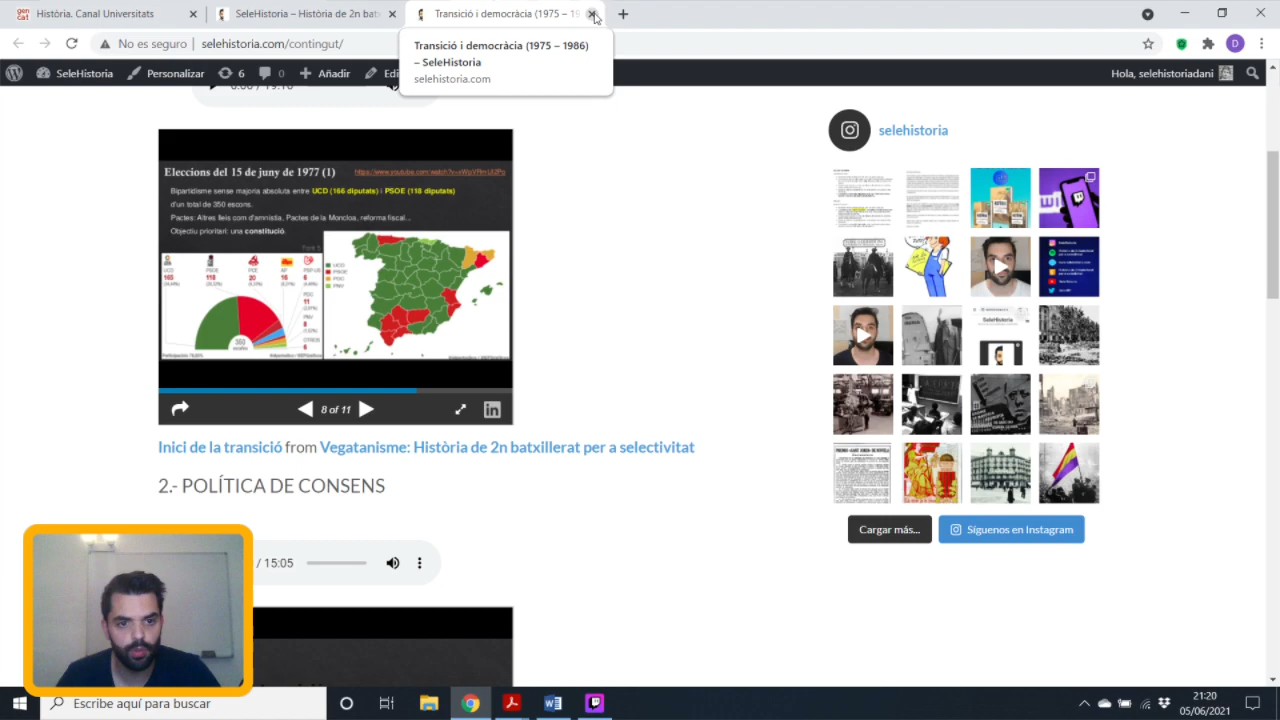 Història. Canal Universitats
SeleHistoria – Història de 2n bat
Transició i democràcia (1975 – 19
No es seguro
selehistoria.com/contingut/
Transició i democràcia (1975 – 1986)
– SeleHistoria
selehistoria.com
SeleHistoria
Personalizar
6
0
Añadir
Hola, selehistoriadani
D
Eleccions del 15 de juny de 1977 (1)
Bipartidisme sense majoria absoluta entre UCD (166 diputats) i PSOE (118 diputats)
d'un total de 350 escons.
Pactes: Altres lleis com d'amnistia, Pactes de la Moncloa, reforma fiscal...
Objectiu prioritari: una constitució.
8 of 11
Inici de la transició from Vegatanisme: Història de 2n batxillerat per a selectivitat
2.- POLÍTICA DE CONSENS
/ 15:05
selehistoria
Cargar más...
Síguenos en Instagram
Escribe aquí para buscar
21:20
05/06/2021